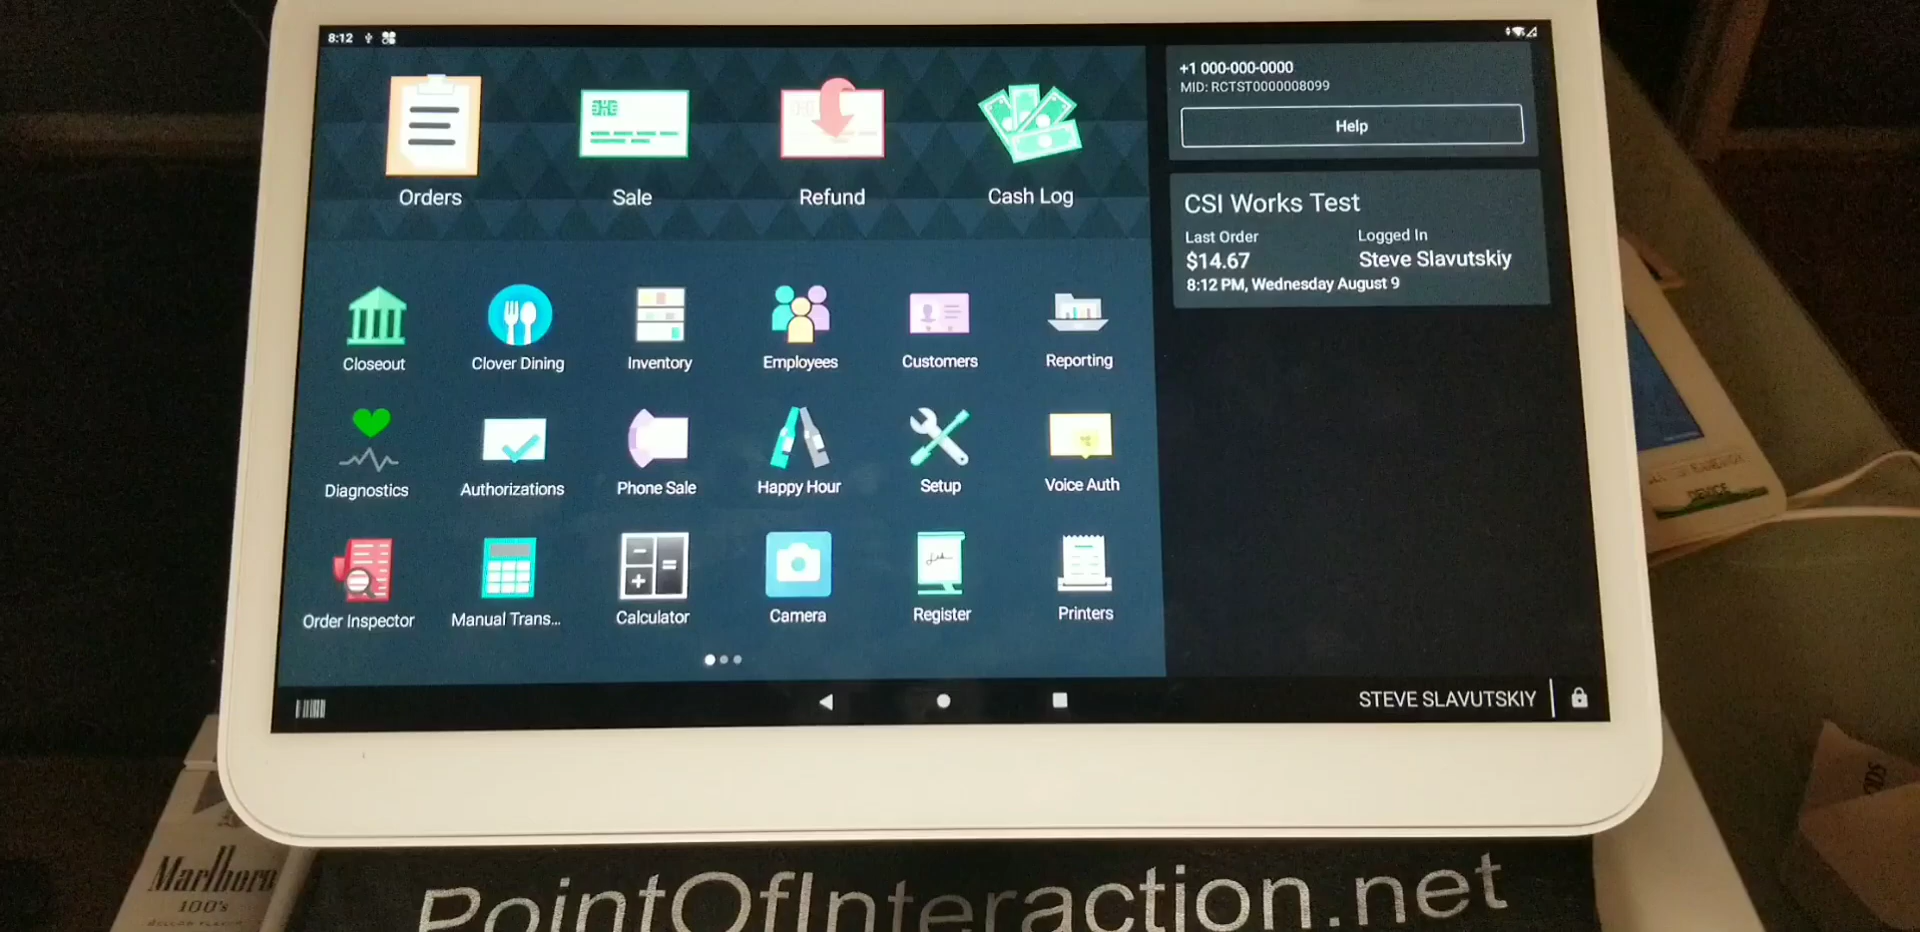 8:12
+1 000-000-0000
MID: RCTST0000008099
Help
Orders
Sale
Refund
Cash Log
CSI Works Test
Last Order
Logged In
$14.67
Steve Slavutskiy
8:12 PM, Wednesday August 9
Closeout
Clover Dining
Inventory
Employees
Customers
Reporting
Diagnostics
Authorizations
Phone Sale
Happy Hour
Setup
Voice Auth
Order Inspector
Manual Trans...
Calculator
Camera
Register
Printers
STEVE SLAVUTSKIY
DEVICE
Marlboro
100's
PointOfInteraction.net